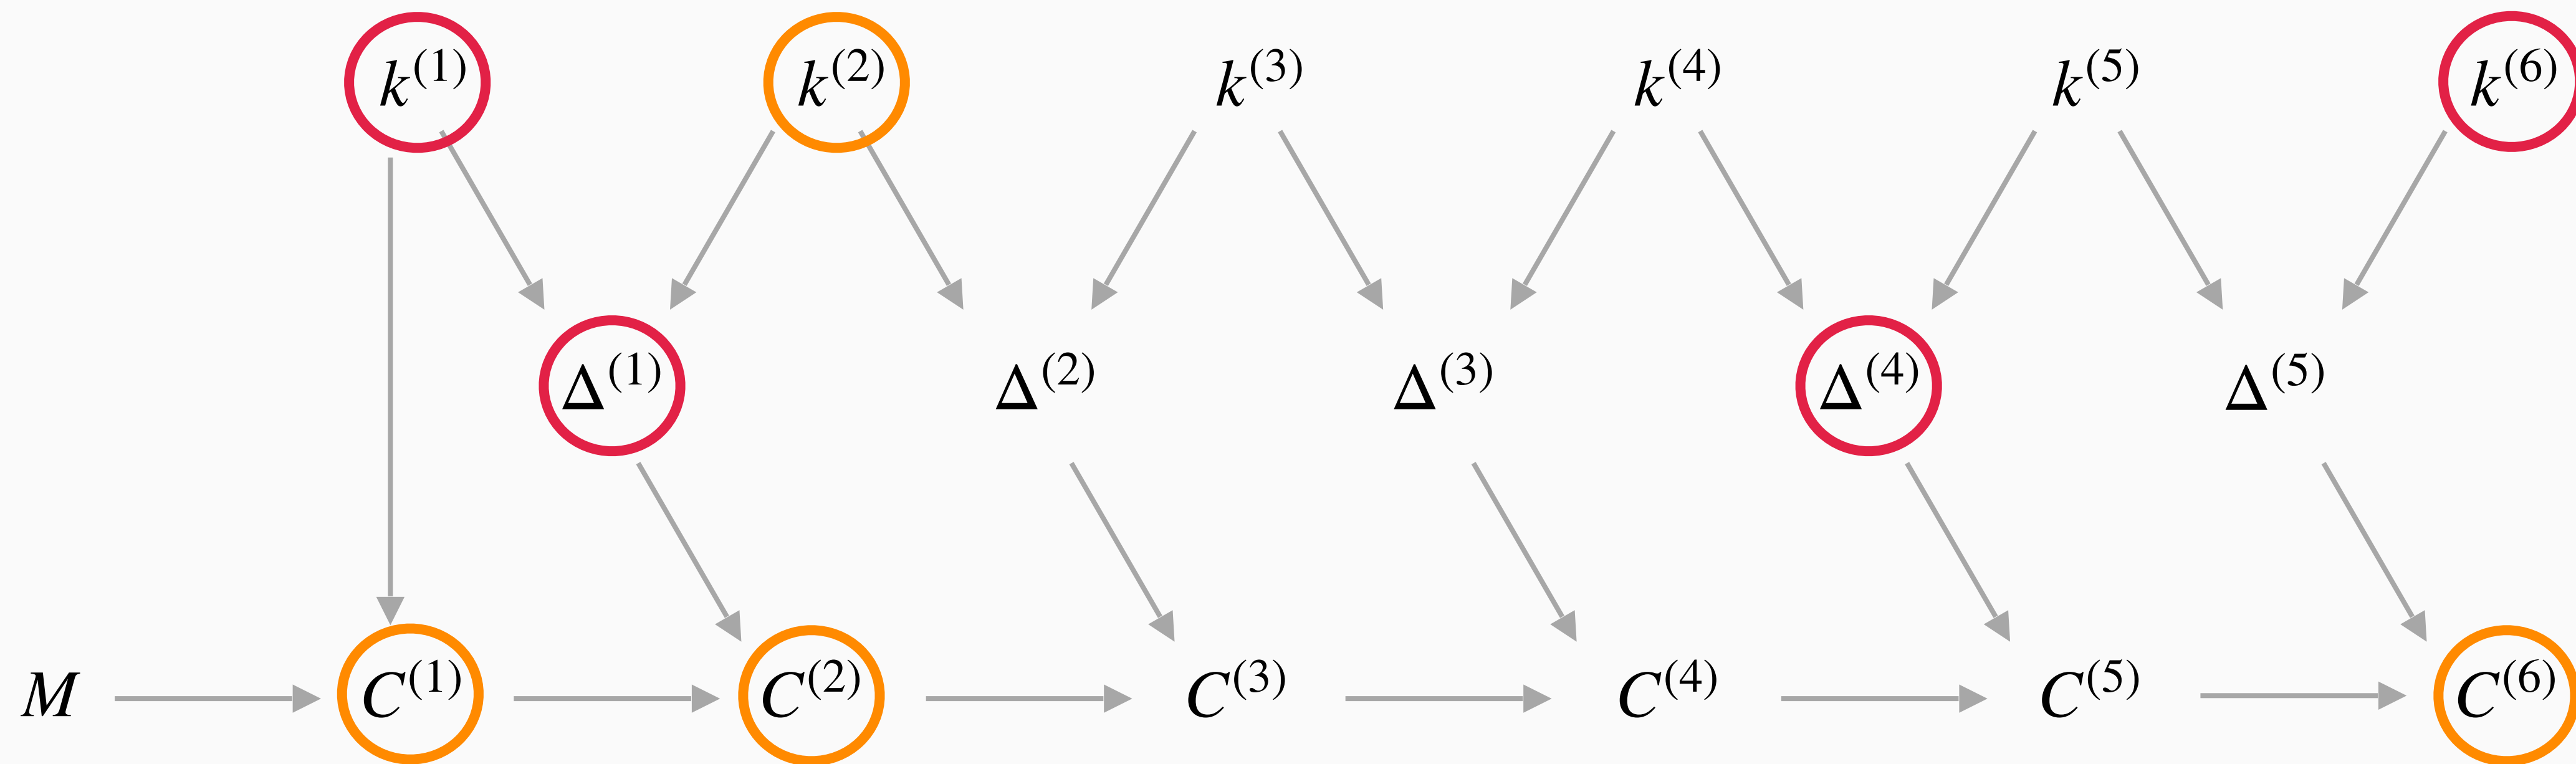 k^(1) k^(2) k^(3) k^(4) k^(5) k^(6)
Δ^(1) Δ^(2) Δ^(3) Δ^(4) Δ^(5)
M C^(1) C^(2) C^(3) C^(4) C^(5) C^(6)